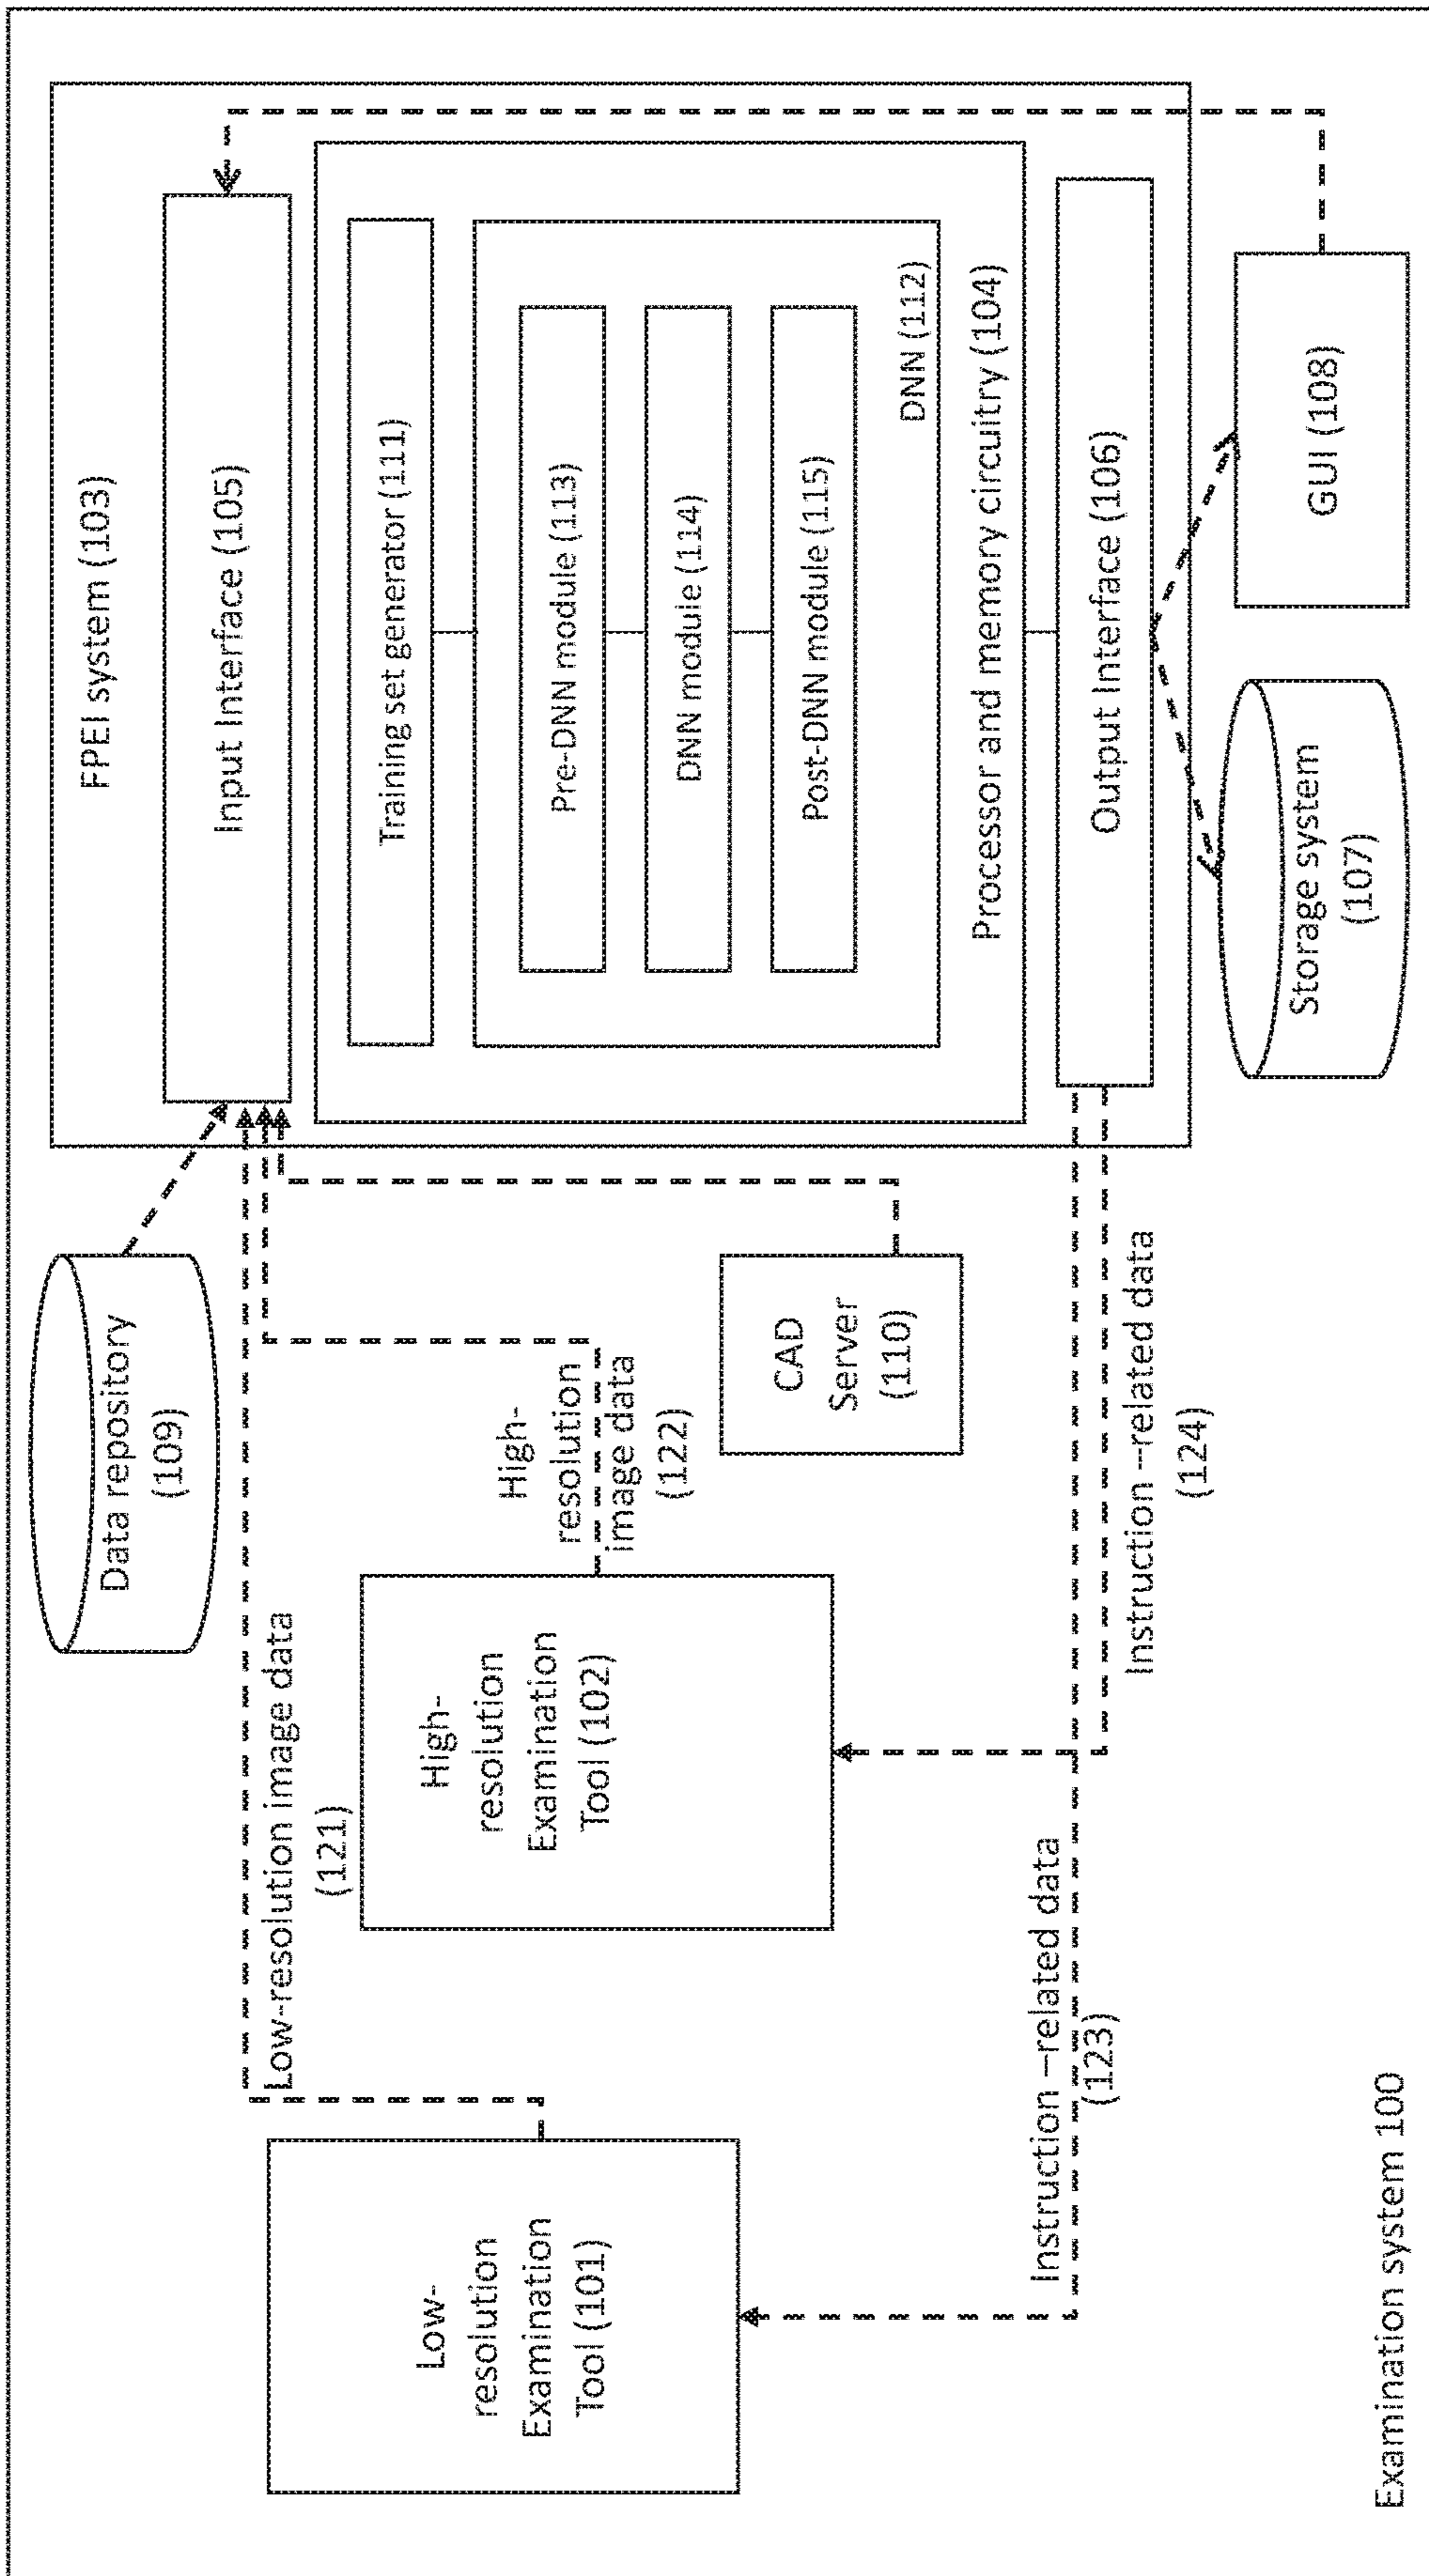 FPEI system (103)
Input Interface (105)
Training set generator (111)
Pre-DNN module (113)
DNN module (114)
Post-DNN module (115)
DNN (112)
Processor and memory circuitry (104)
Output Interface (106)
Storage system
(107)
GUI (108)
Data repository
(109)
Low-resolution image data
(121)
High-
resolution
image data
(122)
CAD
Server
(110)
High-
resolution
Examination
Tool (102)
Low-
resolution
Examination
Tool (101)
Instruction –related data
(123)
Instruction –related data
(124)
Examination system 100